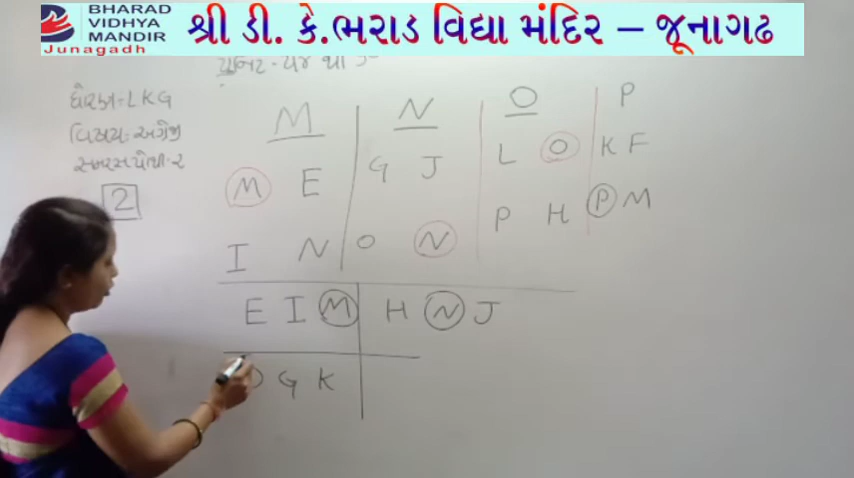 BHARAD
VIDHYA
MANDIR
Junagadh
શ્રી ડી. કે.ભરાડ વિદ્યા મંદિર – જૂનાગઢ
ધોરણ:- LKG
વિષય:- અંગ્રેજી
2
M N O P
M E G J L O K F
I N O N P H P M
E I M H N J
G K